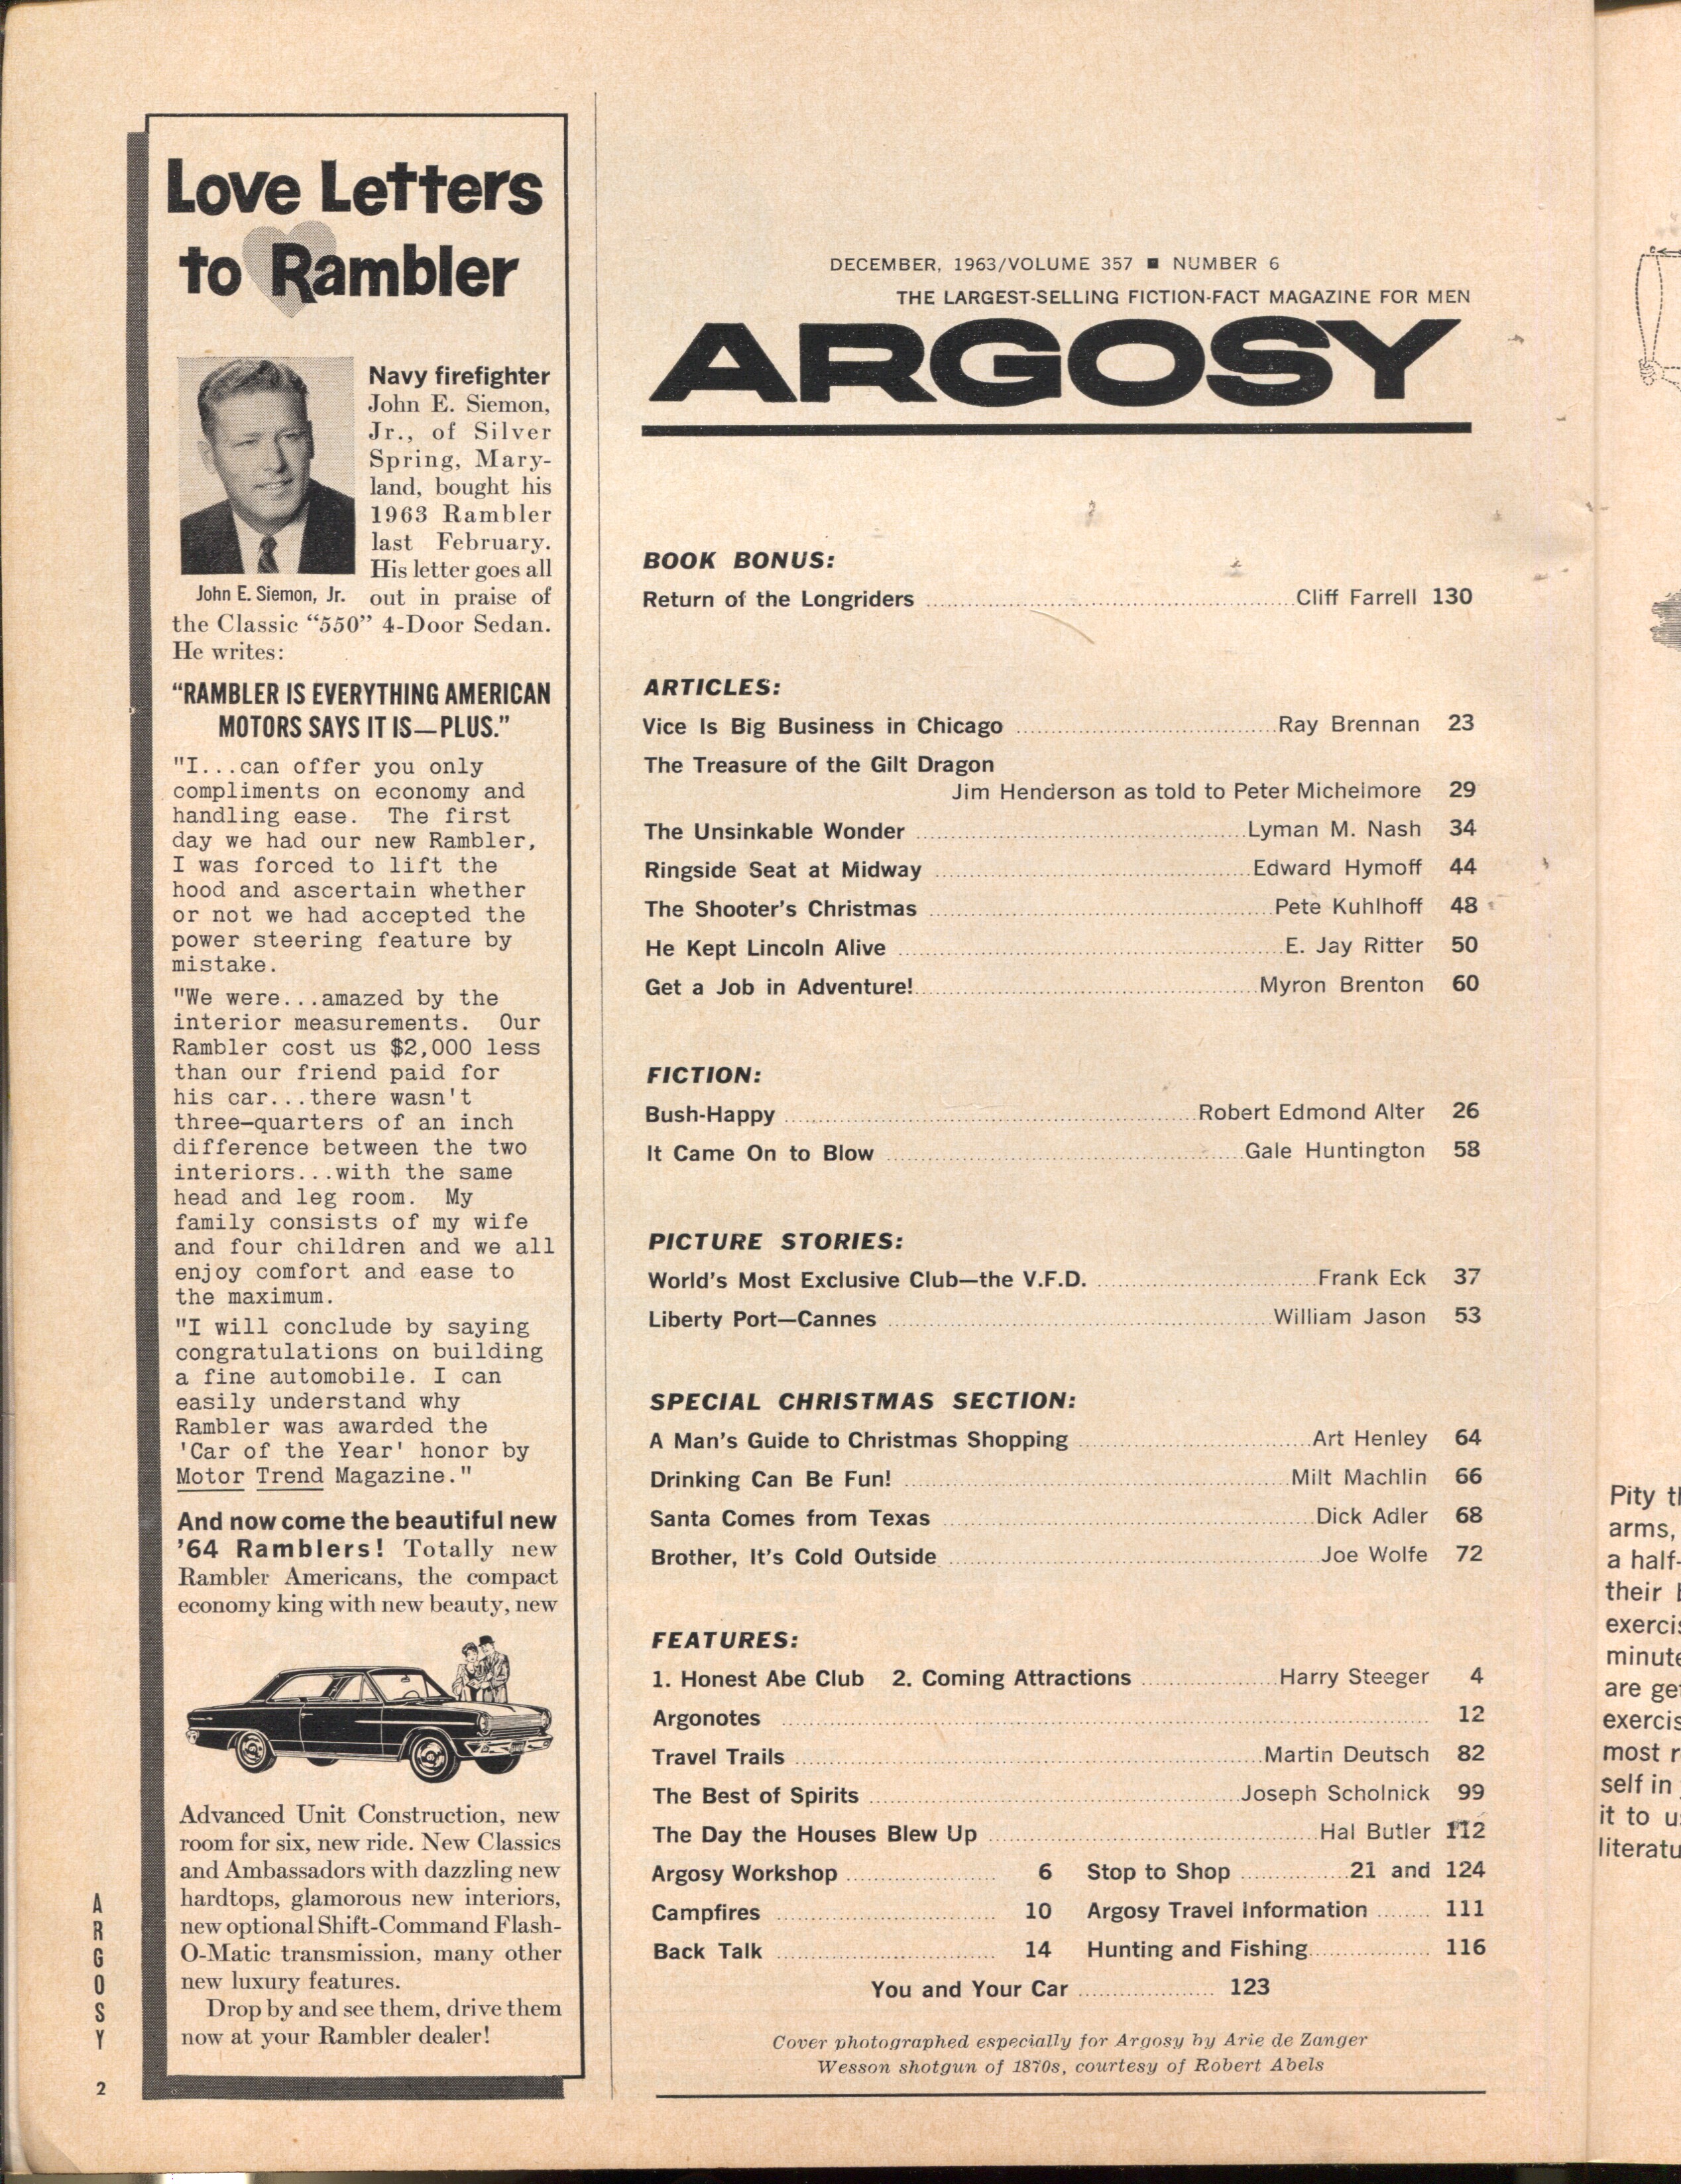 Love Letters
to Rambler
John E. Siemon, Jr.
Navy firefighter
John E. Siemon,
Jr., of Silver
Spring, Mary-
land, bought his
1963 Rambler
last February.
His letter goes all
out in praise of
the Classic “550” 4-Door Sedan.
He writes:
“RAMBLER IS EVERYTHING AMERICAN
MOTORS SAYS IT IS—PLUS.”
"I...can offer you only
compliments on economy and
handling ease. The first
day we had our new Rambler,
I was forced to lift the
hood and ascertain whether
or not we had accepted the
power steering feature by
mistake.
"We were...amazed by the
interior measurements. Our
Rambler cost us $2,000 less
than our friend paid for
his car...there wasn't
three-quarters of an inch
difference between the two
interiors...with the same
head and leg room. My
family consists of my wife
and four children and we all
enjoy comfort and ease to
the maximum.
"I will conclude by saying
congratulations on building
a fine automobile. I can
easily understand why
Rambler was awarded the
'Car of the Year' honor by
Motor Trend Magazine."
And now come the beautiful new
’64 Ramblers! Totally new
Rambler Americans, the compact
economy king with new beauty, new
Advanced Unit Construction, new
room for six, new ride. New Classics
and Ambassadors with dazzling new
hardtops, glamorous new interiors,
new optional Shift-Command Flash-
O-Matic transmission, many other
new luxury features.
Drop by and see them, drive them
now at your Rambler dealer!
ARGOSY
2
DECEMBER, 1963/VOLUME 357 ■ NUMBER 6
THE LARGEST-SELLING FICTION-FACT MAGAZINE FOR MEN
ARGOSY
BOOK BONUS:
Return of the Longriders Cliff Farrell 130
ARTICLES:
Vice Is Big Business in Chicago Ray Brennan 23
The Treasure of the Gilt Dragon
Jim Henderson as told to Peter Michelmore 29
The Unsinkable Wonder Lyman M. Nash 34
Ringside Seat at Midway Edward Hymoff 44
The Shooter’s Christmas Pete Kuhlhoff 48
He Kept Lincoln Alive E. Jay Ritter 50
Get a Job in Adventure! Myron Brenton 60
FICTION:
Bush-Happy Robert Edmond Alter 26
It Came On to Blow Gale Huntington 58
PICTURE STORIES:
World’s Most Exclusive Club—the V.F.D. Frank Eck 37
Liberty Port—Cannes William Jason 53
SPECIAL CHRISTMAS SECTION:
A Man’s Guide to Christmas Shopping Art Henley 64
Drinking Can Be Fun! Milt Machlin 66
Santa Comes from Texas Dick Adler 68
Brother, It’s Cold Outside Joe Wolfe 72
FEATURES:
1. Honest Abe Club 2. Coming Attractions Harry Steeger 4
Argonotes 12
Travel Trails Martin Deutsch 82
The Best of Spirits Joseph Scholnick 99
The Day the Houses Blew Up Hal Butler 112
Argosy Workshop 6 Stop to Shop 21 and 124
Campfires 10 Argosy Travel Information 111
Back Talk 14 Hunting and Fishing 116
You and Your Car 123
Cover photographed especially for Argosy by Arie de Zanger
Wesson shotgun of 1870s, courtesy of Robert Abels
Pity
arms,
a half-
their
are
most
self in
it to